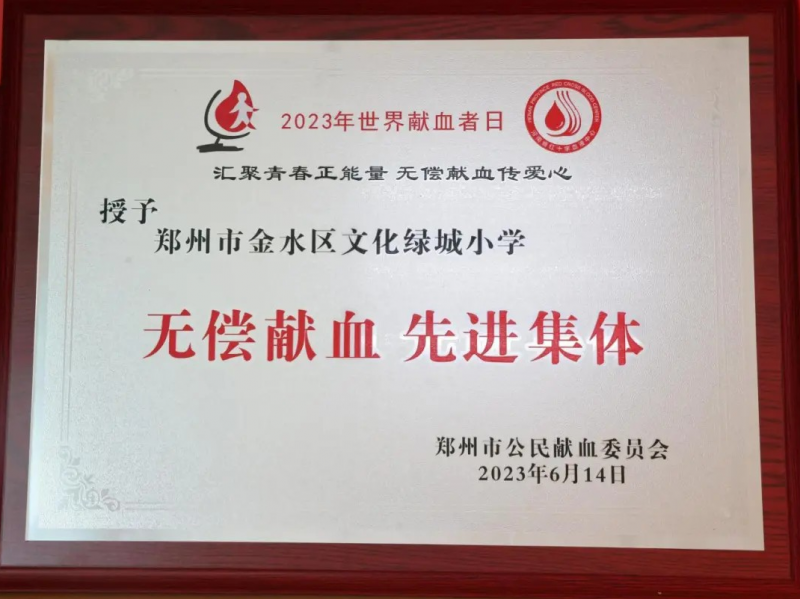 2023年世界献血者日
汇聚青春正能量 无偿献血传爱心
授予
郑州市金水区文化绿城小学
无偿献血 先进集体
郑州市公民献血委员会
2023年6月14日